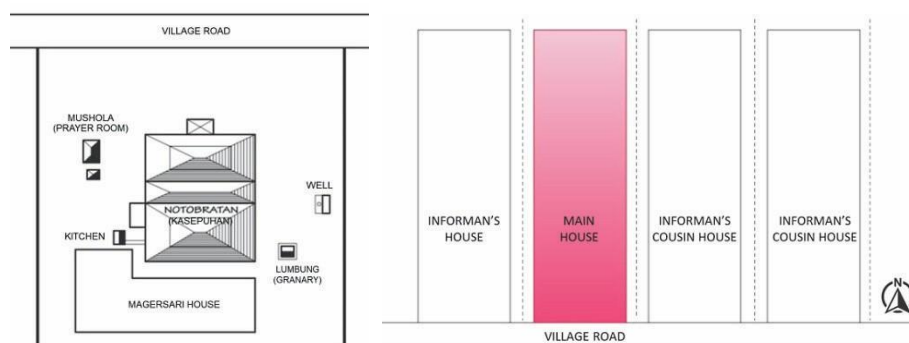 VILLAGE ROAD
MUSHOLA
(PRAYER ROOM)
WELL
NOTOBRATAN
(KASEPUHAN)
KITCHEN
LUMBUNG
(GRANARY)
MAGERSARI HOUSE
INFORMAN'S
HOUSE
MAIN
HOUSE
INFORMAN'S
COUSIN HOUSE
INFORMAN'S
COUSIN HOUSE
N
VILLAGE ROAD